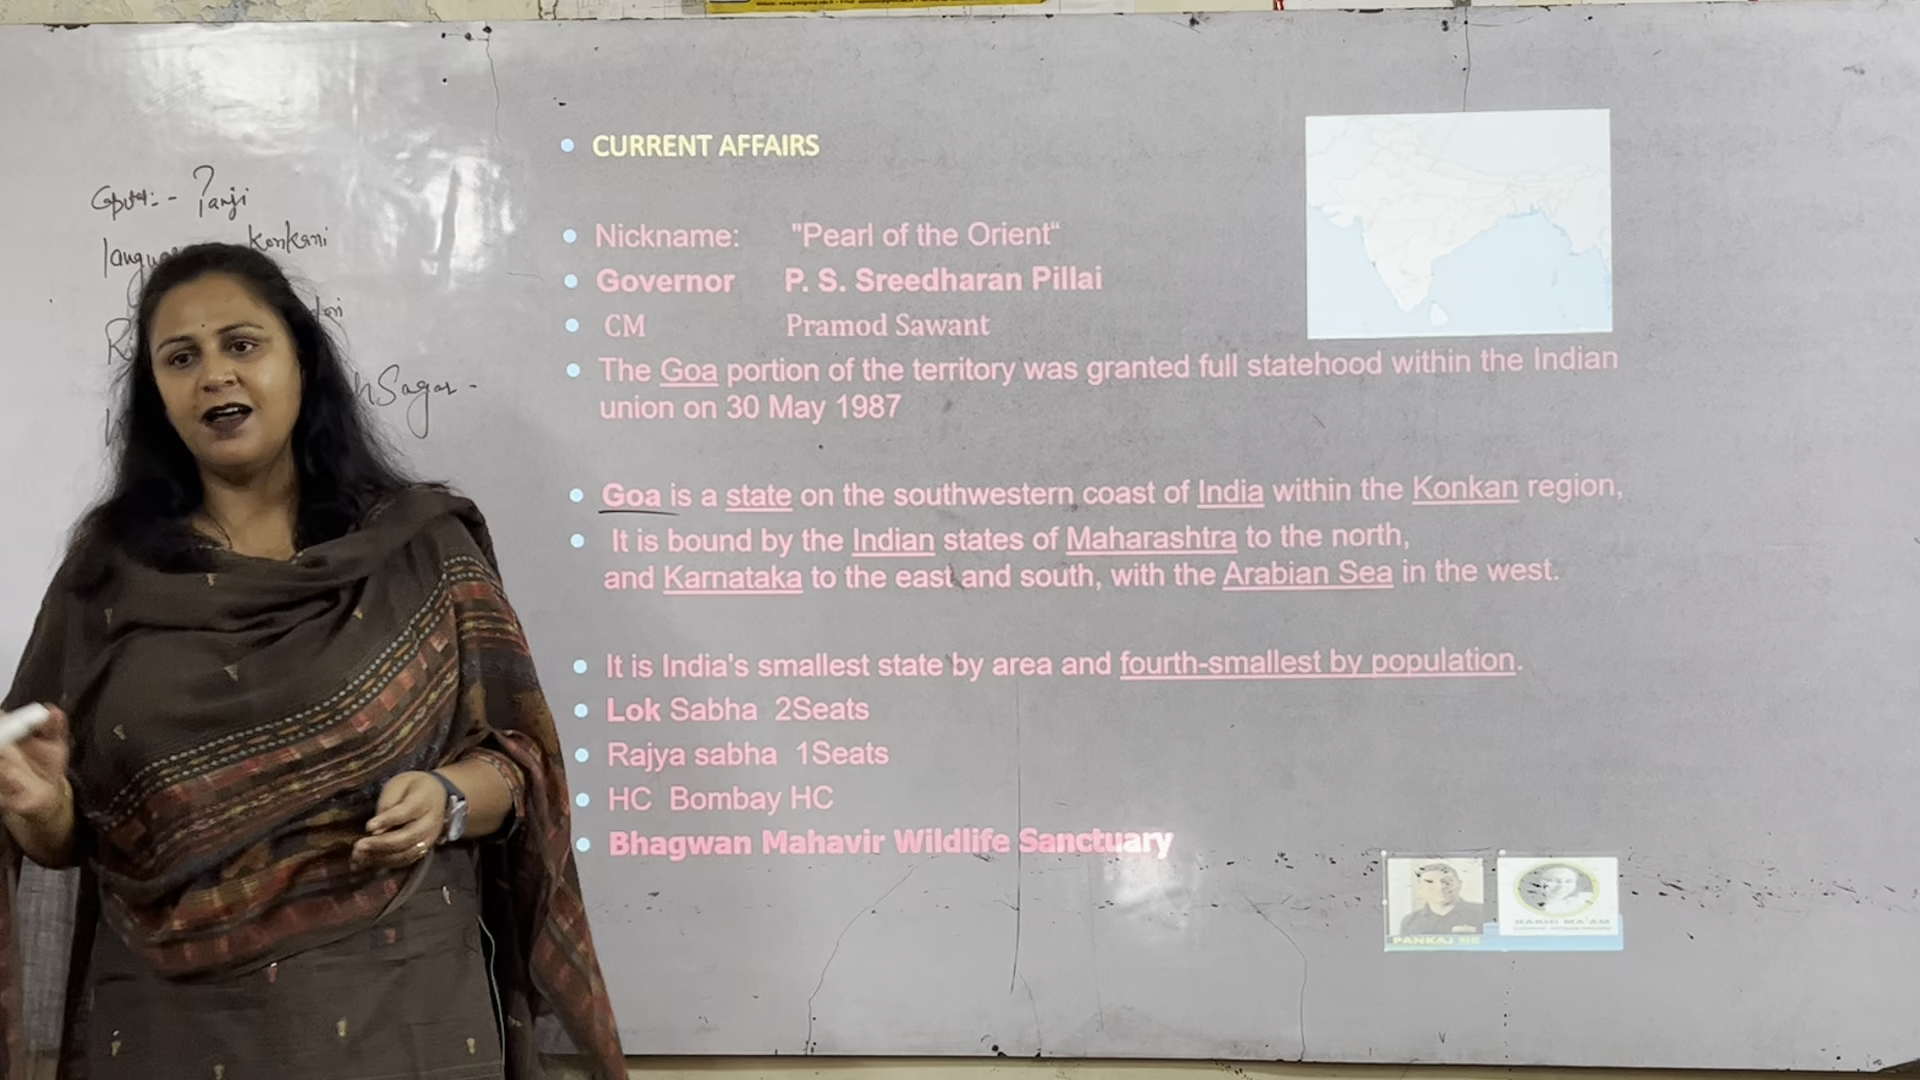 Panji
Konkani
Sagar -
CURRENT AFFAIRS
Nickname: "Pearl of the Orient“
Governor P. S. Sreedharan Pillai
CM Pramod Sawant
The Goa portion of the territory was granted full statehood within the Indian
union on 30 May 1987
Goa is a state on the southwestern coast of India within the Konkan region,
It is bound by the Indian states of Maharashtra to the north,
and Karnataka to the east and south, with the Arabian Sea in the west.
It is India's smallest state by area and fourth-smallest by population.
Lok Sabha 2Seats
Rajya sabha 1Seats
HC Bombay HC
Bhagwan Mahavir Wildlife Sanctuary
PANKAJ SIR
RAKHI MA'AM